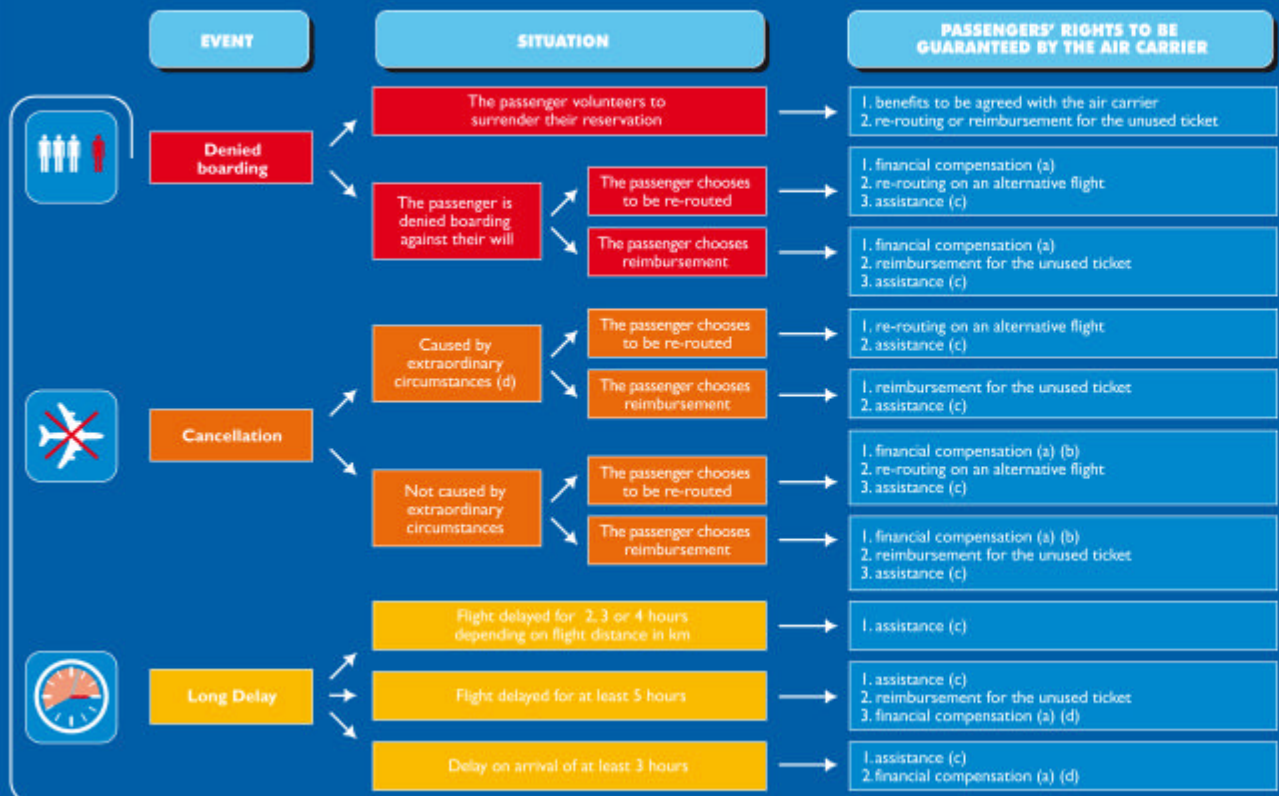 EVENT
SITUATION
PASSENGERS' RIGHTS TO BE
GUARANTEED BY THE AIR CARRIER
Denied
boarding
The passenger volunteers to
surrender their reservation
1. benefits to be agreed with the air carrier
2. re-routing or reimbursement for the unused ticket
The passenger is
denied boarding
against their will
The passenger chooses
to be re-routed
1. financial compensation (a)
2. re-routing on an alternative flight
3. assistance (c)
The passenger chooses
reimbursement
1. financial compensation (a)
2. reimbursement for the unused ticket
3. assistance (c)
Cancellation
Caused by
extraordinary
circumstances (d)
The passenger chooses
to be re-routed
1. re-routing on an alternative flight
2. assistance (c)
The passenger chooses
reimbursement
1. reimbursement for the unused ticket
2. assistance (c)
Not caused by
extraordinary
circumstances
The passenger chooses
to be re-routed
1. financial compensation (a) (b)
2. re-routing on an alternative flight
3. assistance (c)
The passenger chooses
reimbursement
1. financial compensation (a) (b)
2. reimbursement for the unused ticket
3. assistance (c)
Long Delay
Flight delayed for 2, 3 or 4 hours
depending on flight distance in km
1. assistance (c)
Flight delayed for at least 5 hours
1. assistance (c)
2. reimbursement for the unused ticket
3. financial compensation (a) (d)
Delay on arrival of at least 3 hours
1. assistance (c)
2. financial compensation (a) (d)